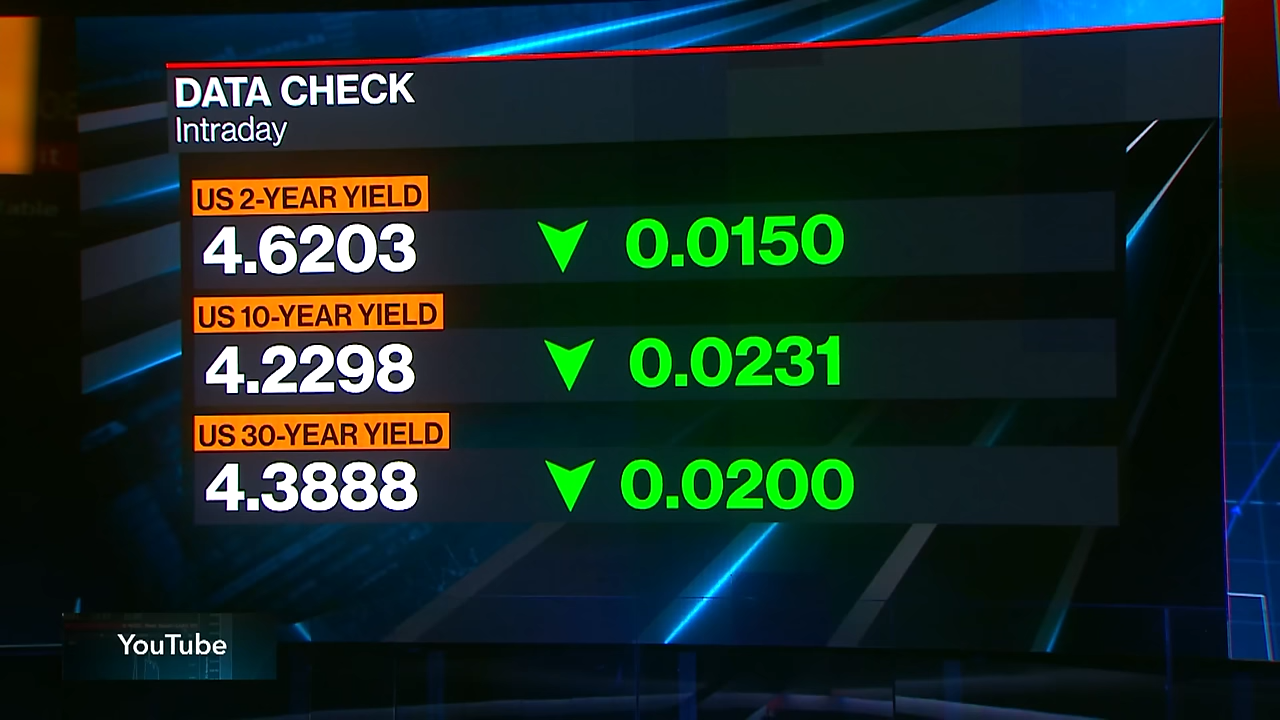 DATA CHECK
Intraday
US 2-YEAR YIELD
4.6203 ▼ 0.0150
US 10-YEAR YIELD
4.2298 ▼ 0.0231
US 30-YEAR YIELD
4.3888 ▼ 0.0200
YouTube